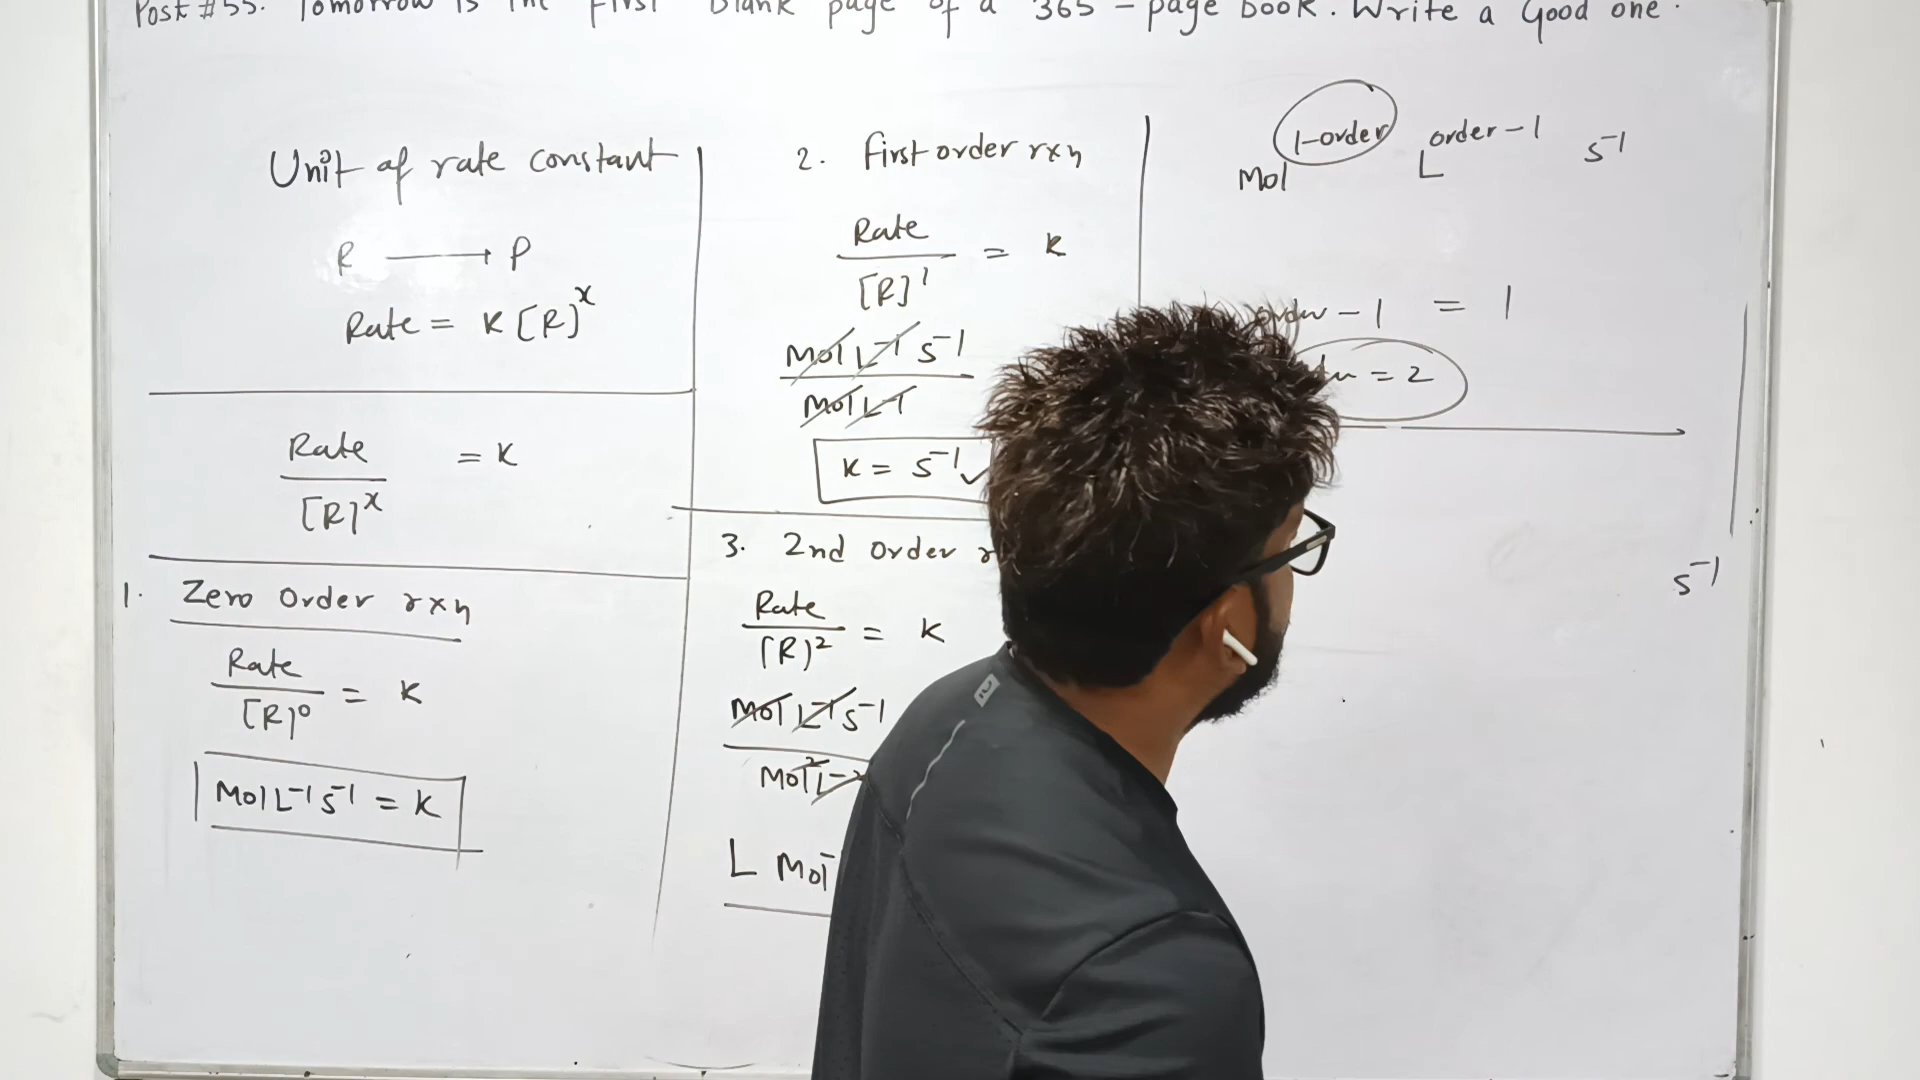 Post #55. Tomorrow is the first blank page of a 365-page book. Write a Good one.
Unit of rate constant
R ⟶ P
Rate = K [R]^x
Rate / [R]^x = K
1. Zero Order rxn
Rate / [R]^0 = K
Mol L^-1 s^-1 = K
2. First order rxn
Rate / [R]^1 = K
Mol L^-1 s^-1
Mol L^-1
K = s^-1 ✓
3. 2nd Order
Rate / [R]^2 = K
Mol L^-1 s^-1
Mol^2 L^-2
L Mol^-
Mol^1-order L^order-1 s^-1
order - 1 = 1
= 2
s^-1